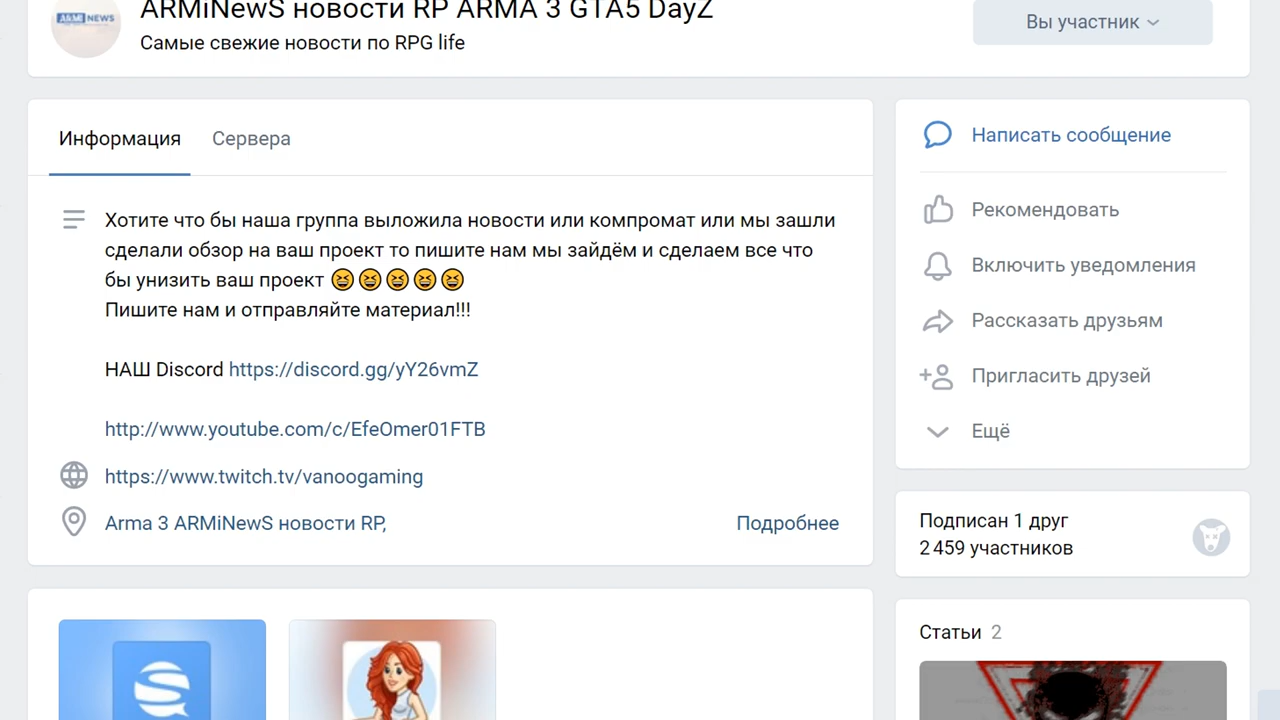 ARMiNewS новости RP ARMA 3 GTA5 DayZ
Самые свежие новости по RPG life
Вы участник
ARMI NEWS
Информация
Сервера
Хотите что бы наша группа выложила новости или компромат или мы зашли
сделали обзор на ваш проект то пишите нам мы зайдём и сделаем все что
бы унизить ваш проект 😆😆😆😆😆
Пишите нам и отправляйте материал!!!
НАШ Discord https://discord.gg/yY26vmZ
http://www.youtube.com/c/EfeOmer01FTB
https://www.twitch.tv/vanoogaming
Arma 3 ARMiNewS новости RP,
Подробнее
Написать сообщение
Рекомендовать
Включить уведомления
Рассказать друзьям
Пригласить друзей
Ещё
Подписан 1 друг
2 459 участников
Статьи 2